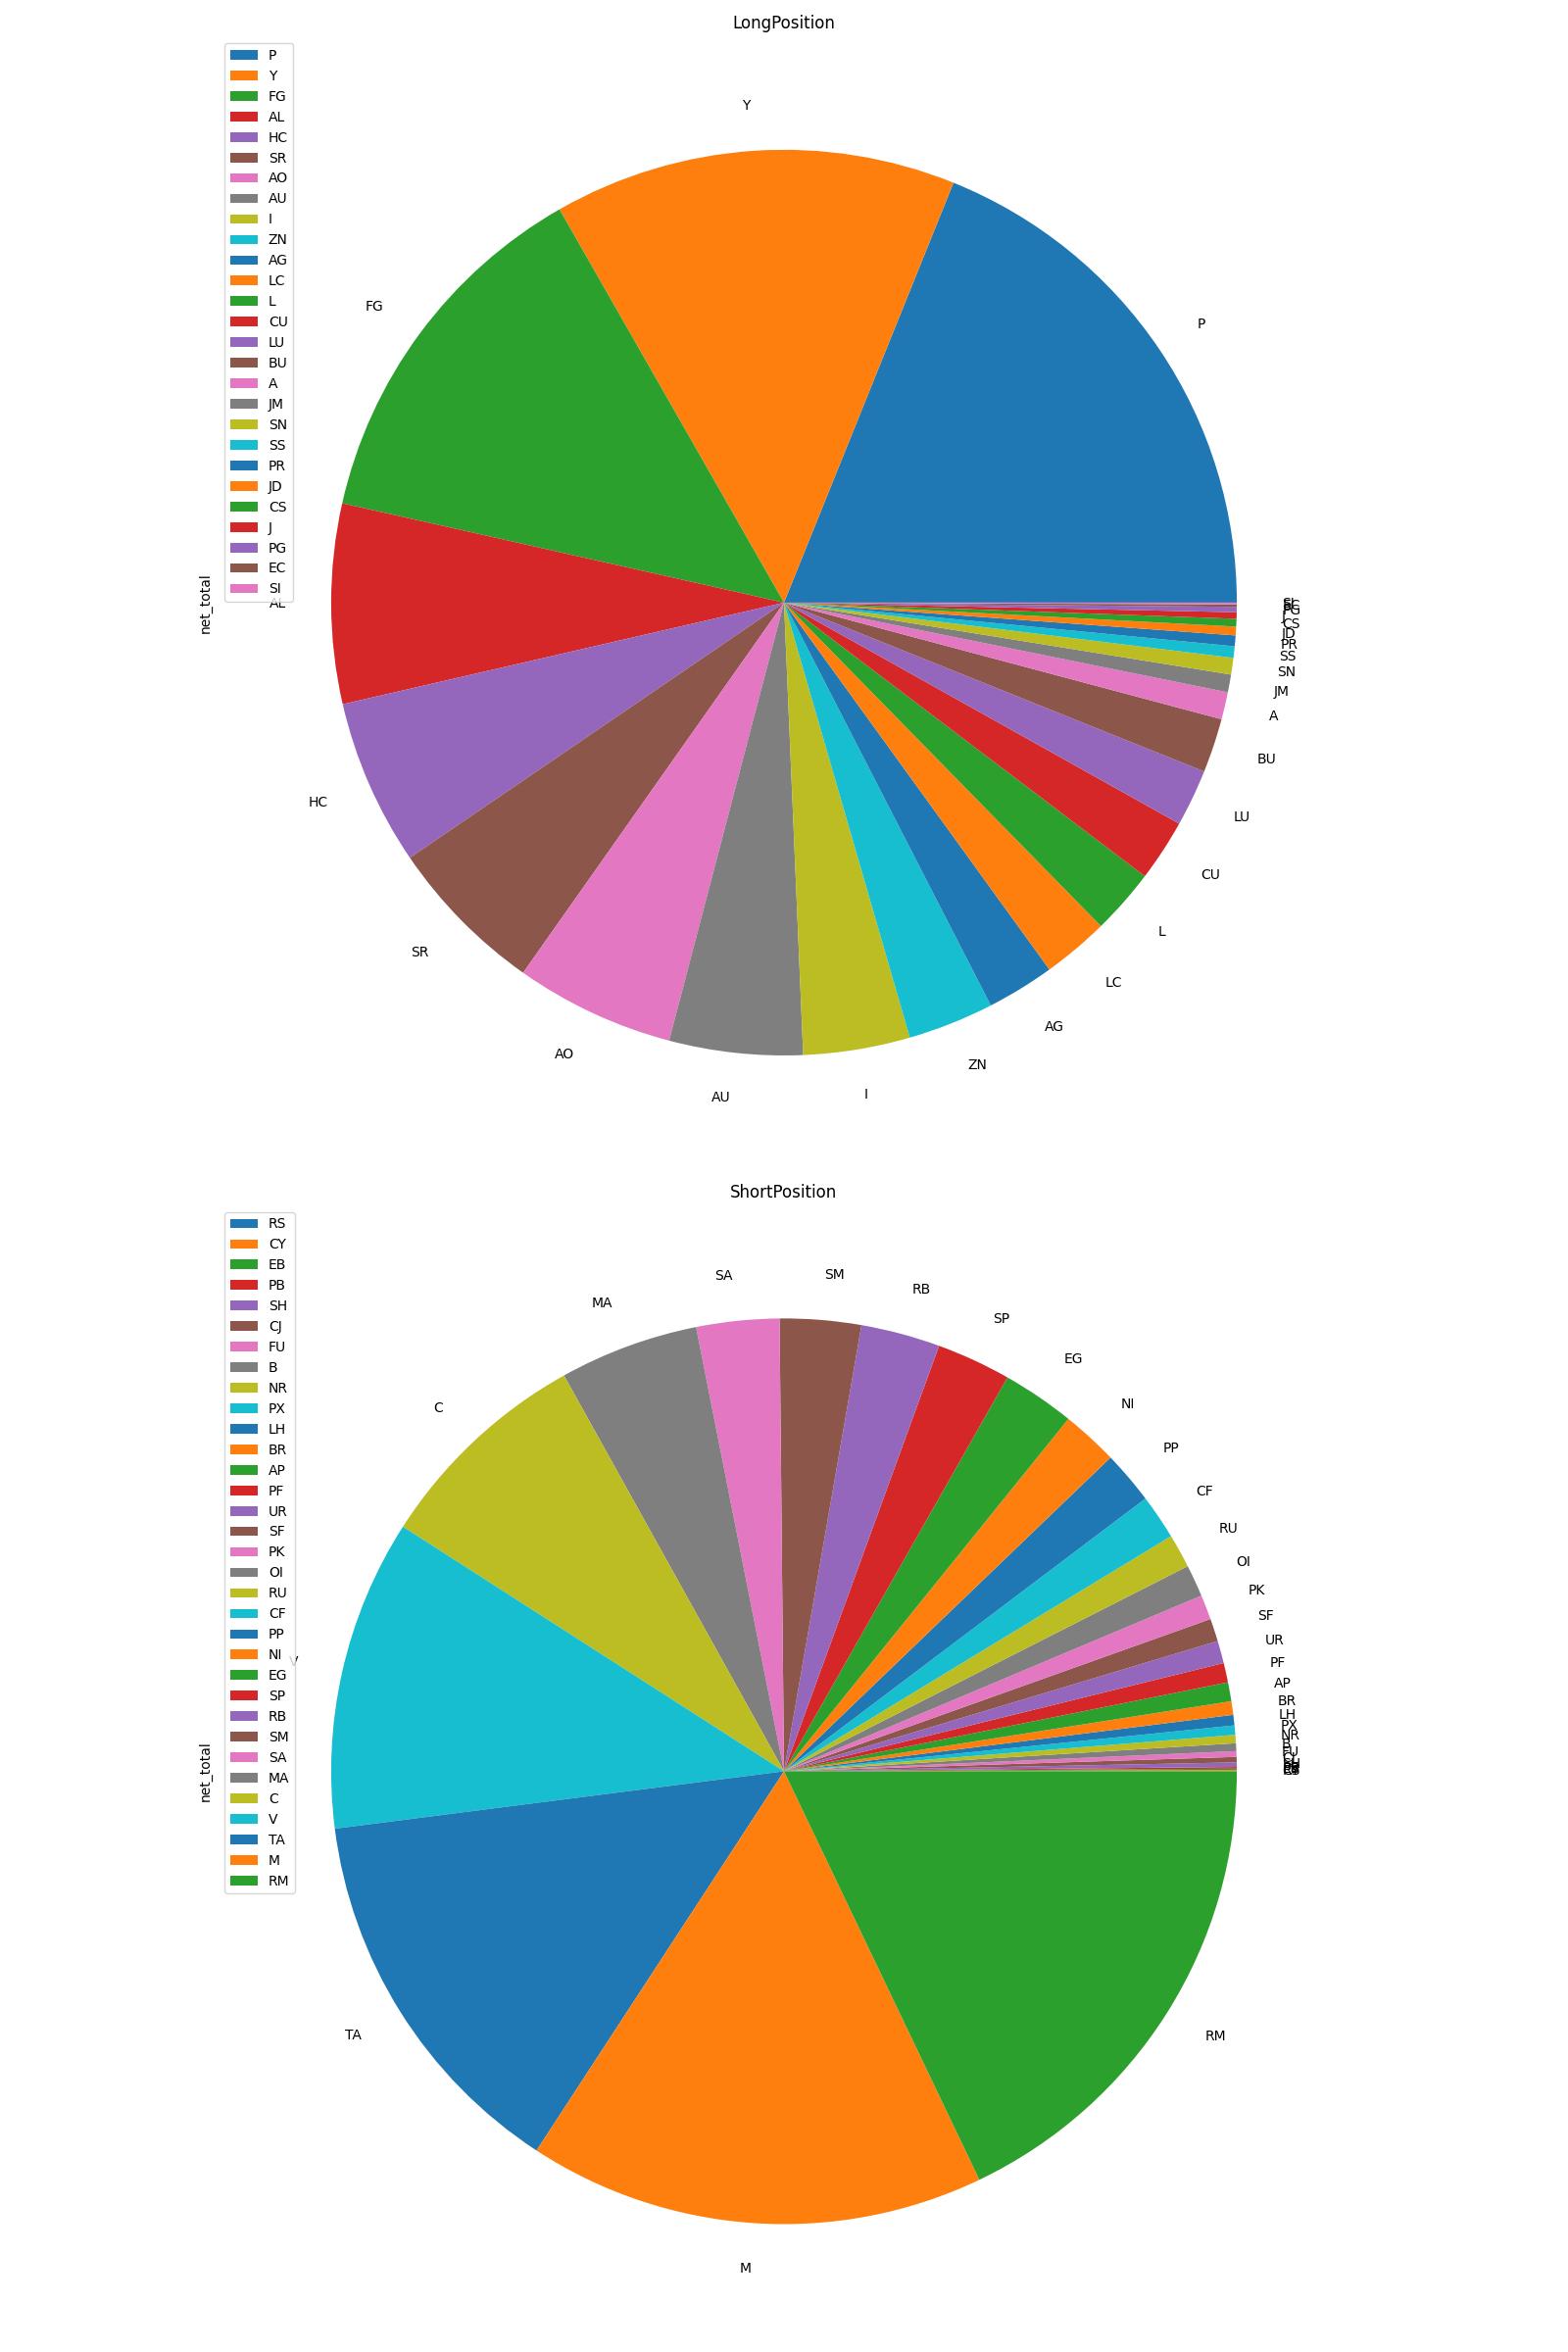 LongPosition
P
Y
FG
AL
HC
SR
AO
AU
I
ZN
AG
LC
L
CU
LU
BU
A
JM
SN
SS
PR
JD
CS
J
PG
EC
SI
net_total
Y
FG
P
AL
HC
SR
AO
AU
I
ZN
AG
LC
L
CU
LU
BU
A
JM
SN
SS
PR
JD
CS
PG
SI
ShortPosition
RS
CY
EB
PB
SH
CJ
FU
B
NR
PX
LH
BR
AP
PF
UR
SF
PK
OI
RU
CF
PP
NI
EG
SP
RB
SM
SA
MA
C
V
TA
M
RM
net_total
SA
SM
RB
MA
SP
EG
NI
C
PP
CF
RU
OI
PK
SF
UR
V
PF
AP
BR
LH
PX
NR
TA
RM
M